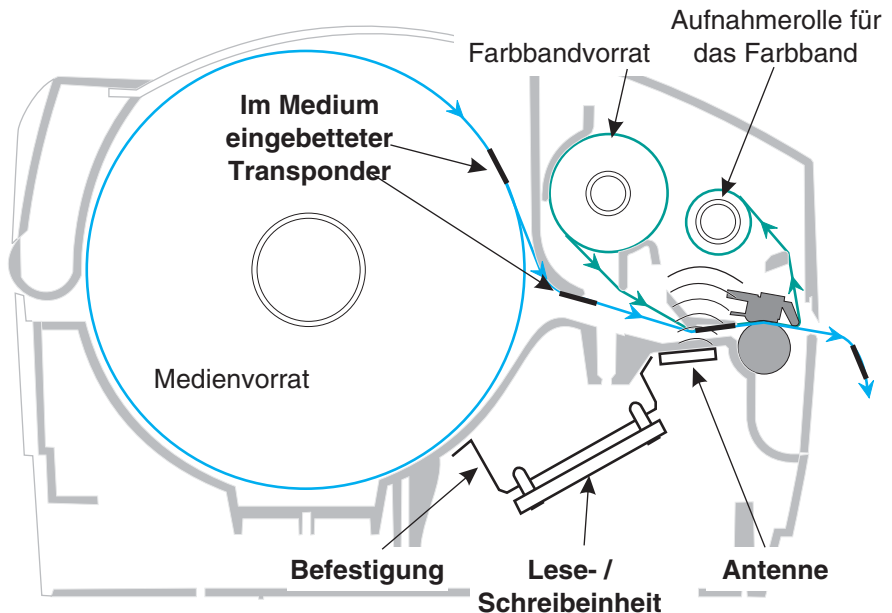 Aufnahmerolle für
das Farbband
Farbbandvorrat
Im Medium
eingebetteter
Transponder
Medienvorrat
Befestigung
Lese- /
Schreibeinheit
Antenne